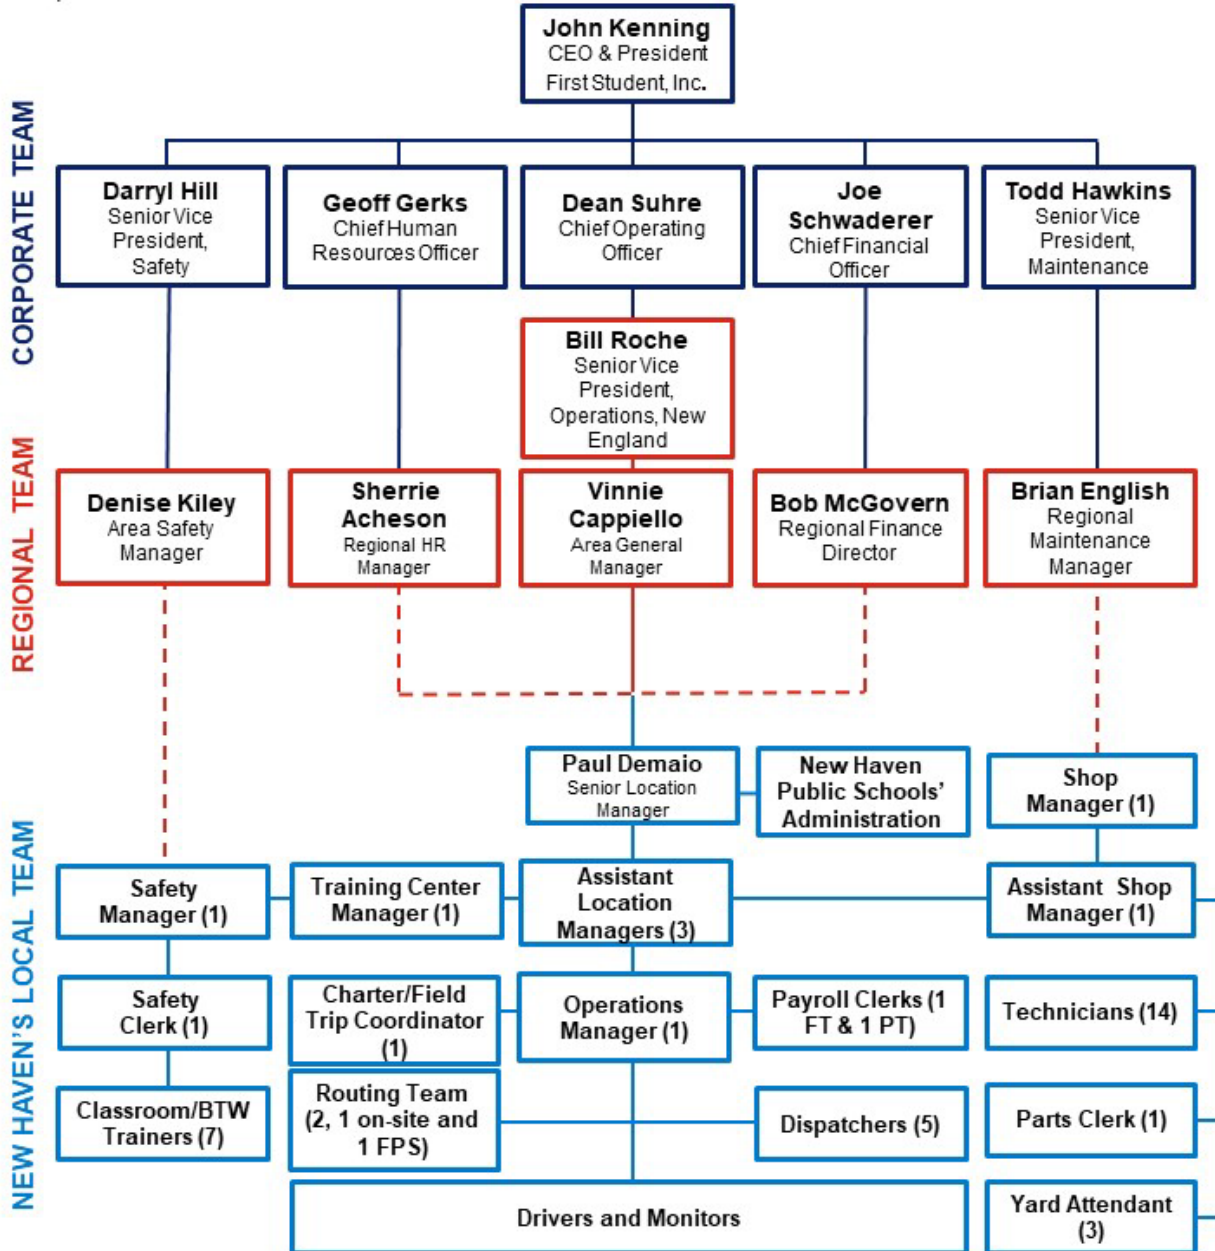 John Kenning
CEO & President
First Student, Inc.
CORPORATE TEAM
Darryl Hill
Senior Vice
President,
Safety
Geoff Gerks
Chief Human
Resources Officer
Dean Suhre
Chief Operating
Officer
Joe
Schwaderer
Chief Financial
Officer
Todd Hawkins
Senior Vice
President,
Maintenance
Bill Roche
Senior Vice
President,
Operations, New
England
REGIONAL TEAM
Denise Kiley
Area Safety
Manager
Sherrie
Acheson
Regional HR
Manager
Vinnie
Cappiello
Area General
Manager
Bob McGovern
Regional Finance
Director
Brian English
Regional
Maintenance
Manager
NEW HAVEN'S LOCAL TEAM
Paul Demaio
Senior Location
Manager
New Haven
Public Schools'
Administration
Shop
Manager (1)
Safety
Manager (1)
Training Center
Manager (1)
Assistant
Location
Managers (3)
Assistant Shop
Manager (1)
Safety
Clerk (1)
Charter/Field
Trip Coordinator
(1)
Operations
Manager (1)
Payroll Clerks (1
FT & 1 PT)
Technicians (14)
Classroom/BTW
Trainers (7)
Routing Team
(2, 1 on-site and
1 FPS)
Dispatchers (5)
Parts Clerk (1)
Drivers and Monitors
Yard Attendant
(3)